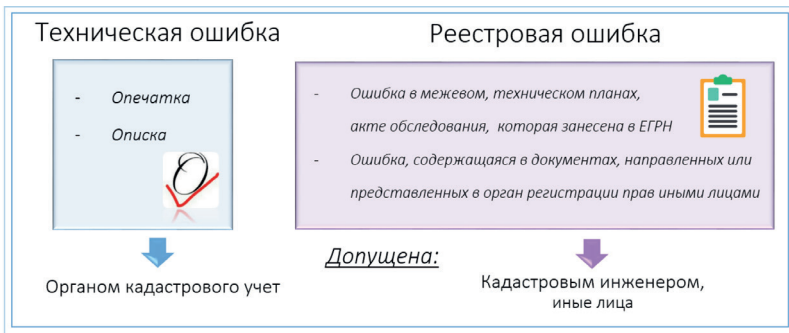 Техническая ошибка
- Опечатка
- Описка
Реестровая ошибка
- Ошибка в межевом, техническом планах,
акте обследования, которая занесена в ЕГРН
- Ошибка, содержащаяся в документах, направленных или
представленных в орган регистрации прав иными лицами
Допущена:
Органом кадастрового учет
Кадастровым инженером,
иные лица